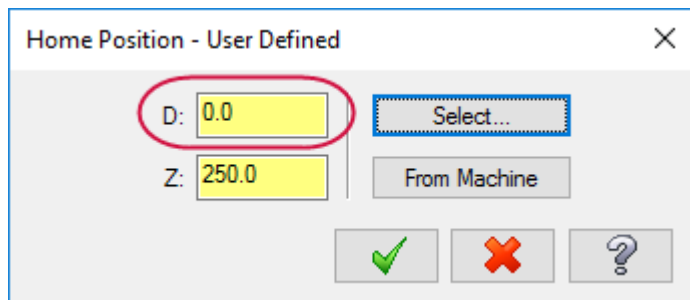 Home Position - User Defined
D: 0.0 Select...
Z: 250.0 From Machine